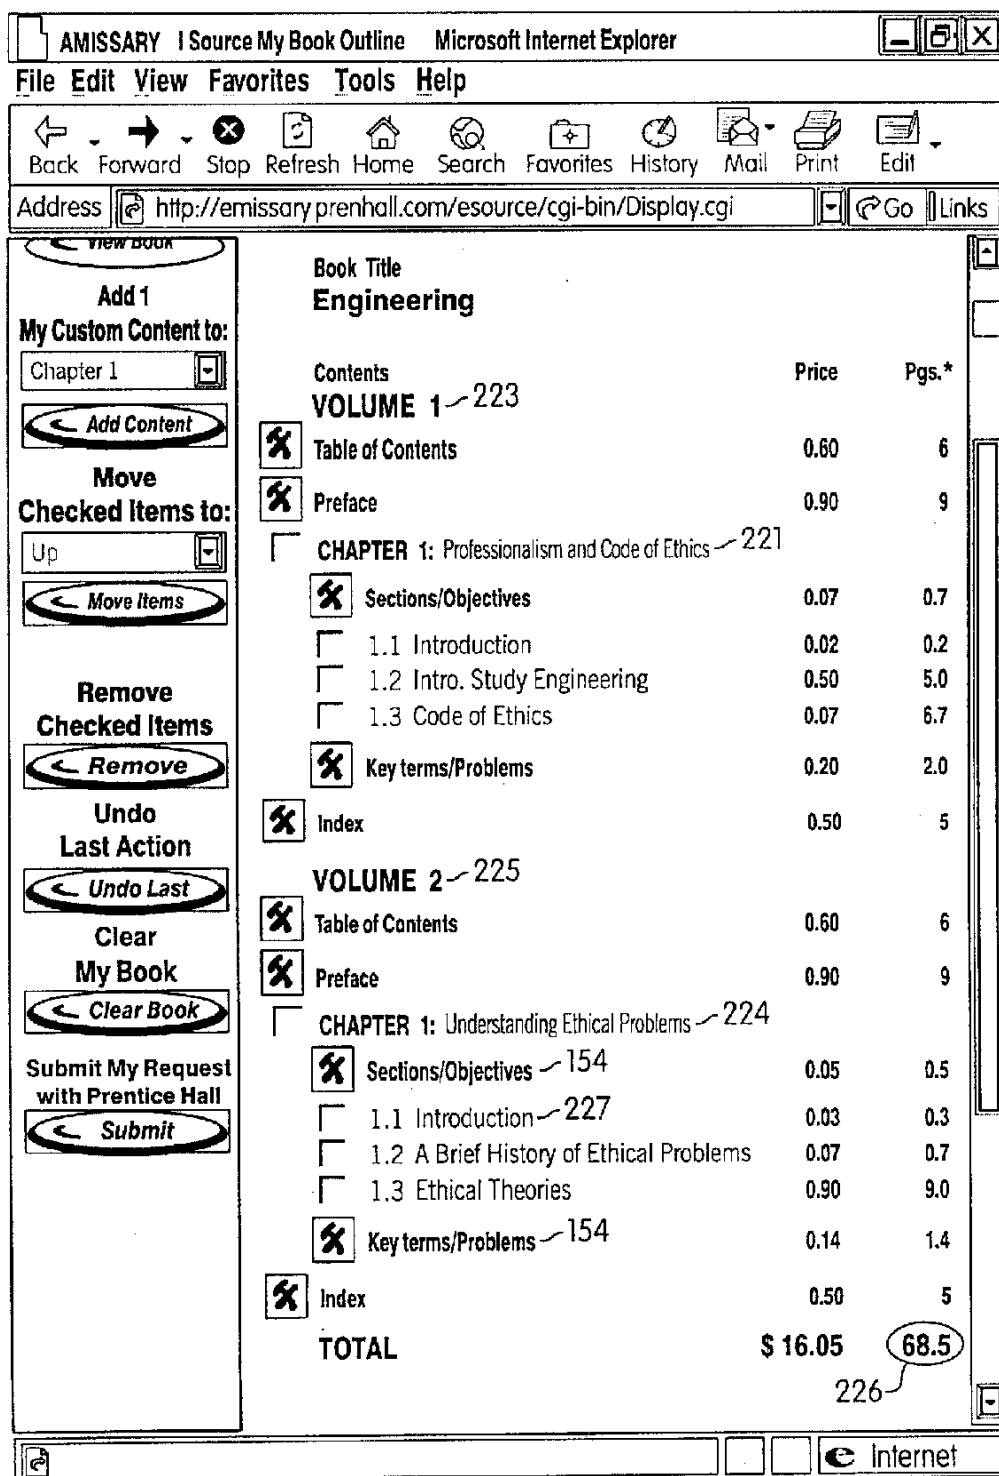 AMISSARY I Source My Book Outline Microsoft Internet Explorer
File Edit View Favorites Tools Help
Back Forward Stop Refresh Home Search Favorites History Mail Print Edit
Address http://emissary prenhall.com/esource/cgi-bin/Display.cgi Go Links
View Book
Add 1
My Custom Content to:
Chapter 1
Add Content
Move
Checked Items to:
Up
Move Items
Remove
Checked Items
Remove
Undo
Last Action
Undo Last
Clear
My Book
Clear Book
Submit My Request
with Prentice Hall
Submit
Book Title
Engineering
Contents Price Pgs.*
VOLUME 1 223
Table of Contents 0.60 6
Preface 0.90 9
CHAPTER 1: Professionalism and Code of Ethics 221
Sections/Objectives 0.07 0.7
1.1 Introduction 0.02 0.2
1.2 Intro. Study Engineering 0.50 5.0
1.3 Code of Ethics 0.07 6.7
Key terms/Problems 0.20 2.0
Index 0.50 5
VOLUME 2 225
Table of Contents 0.60 6
Preface 0.90 9
CHAPTER 1: Understanding Ethical Problems 224
Sections/Objectives 154 0.05 0.5
1.1 Introduction 227 0.03 0.3
1.2 A Brief History of Ethical Problems 0.07 0.7
1.3 Ethical Theories 0.90 9.0
Key terms/Problems 154 0.14 1.4
Index 0.50 5
TOTAL $ 16.05 68.5
226
Internet